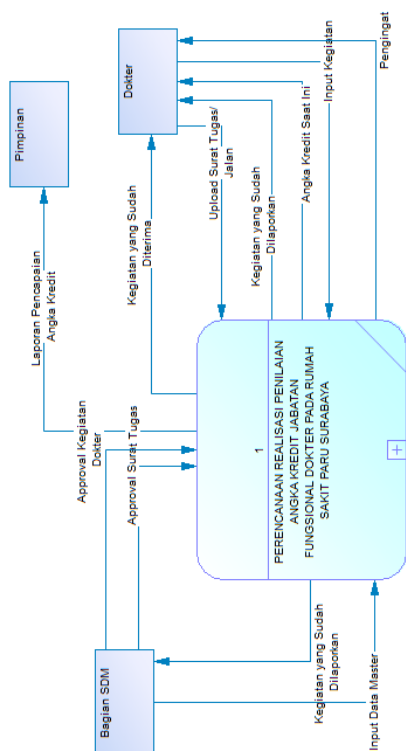 Pimpinan
Dokter
Laporan Pencapaian
Angka Kredit
Kegiatan yang Sudah
Diterima
Upload Surat Tugas/
Jalan
Kegiatan yang Sudah
Dilaporkan
Angka Kredit Saat Ini
Input Kegiatan
Pengingat
Approval Kegiatan
Dokter
Approval Surat Tugas
1
PERENCANAAN REALISASI PENILAIAN
ANGKA KREDIT JABATAN
FUNGSIONAL DOKTER PADA RUMAH
SAKIT PARU SURABAYA
Bagian SDM
Kegiatan yang Sudah
Dilaporkan
Input Data Master